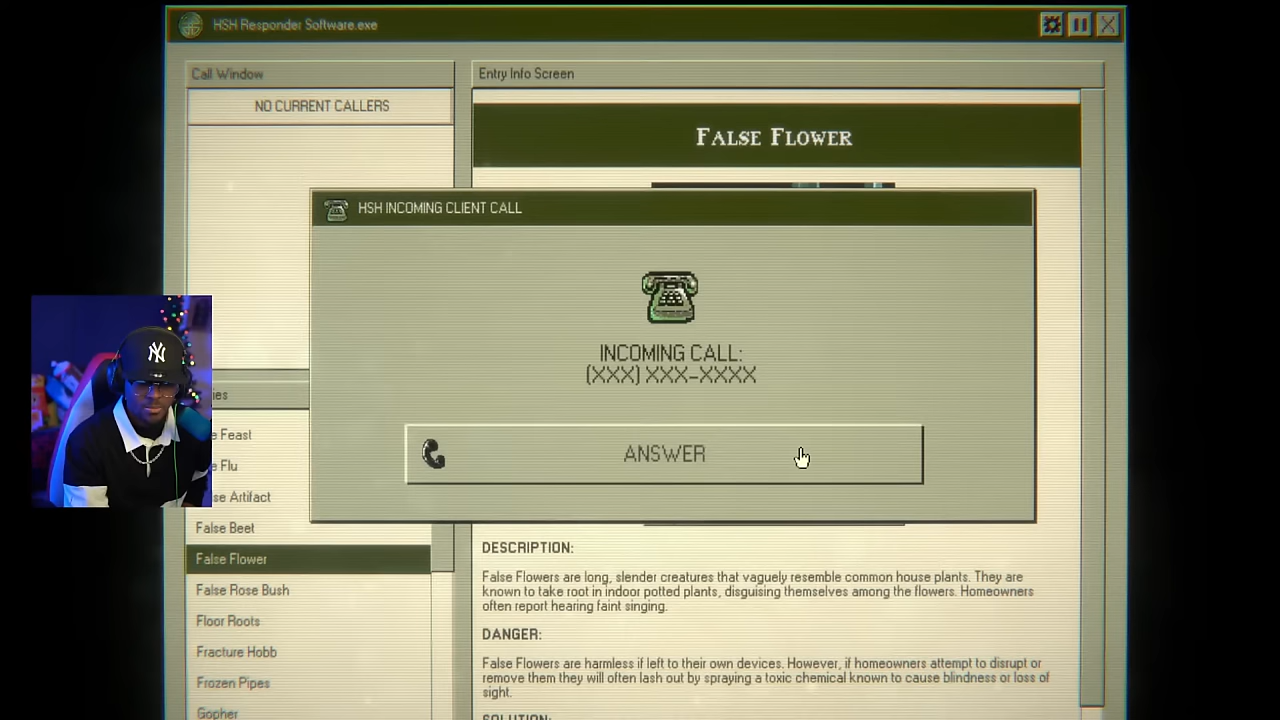 HSH Responder Software.exe
Call Window
NO CURRENT CALLERS
Entry Info Screen
FALSE FLOWER
HSH INCOMING CLIENT CALL
INCOMING CALL:
(XXX) XXX-XXXX
ANSWER
NY
Feast
Flu
Artifact
False Beet
False Flower
False Rose Bush
Floor Roots
Fracture Hobb
Frozen Pipes
Gopher
DESCRIPTION:
False Flowers are long, slender creatures that vaguely resemble common house plants. They are
known to take root in indoor potted plants, disguising themselves among the flowers. Homeowners
often report hearing faint singing.
DANGER:
False Flowers are harmless if left to their own devices. However, if homeowners attempt to disrupt or
remove them they will often lash out by spraying a toxic chemical known to cause blindness or loss of
sight.
SOLUTION: